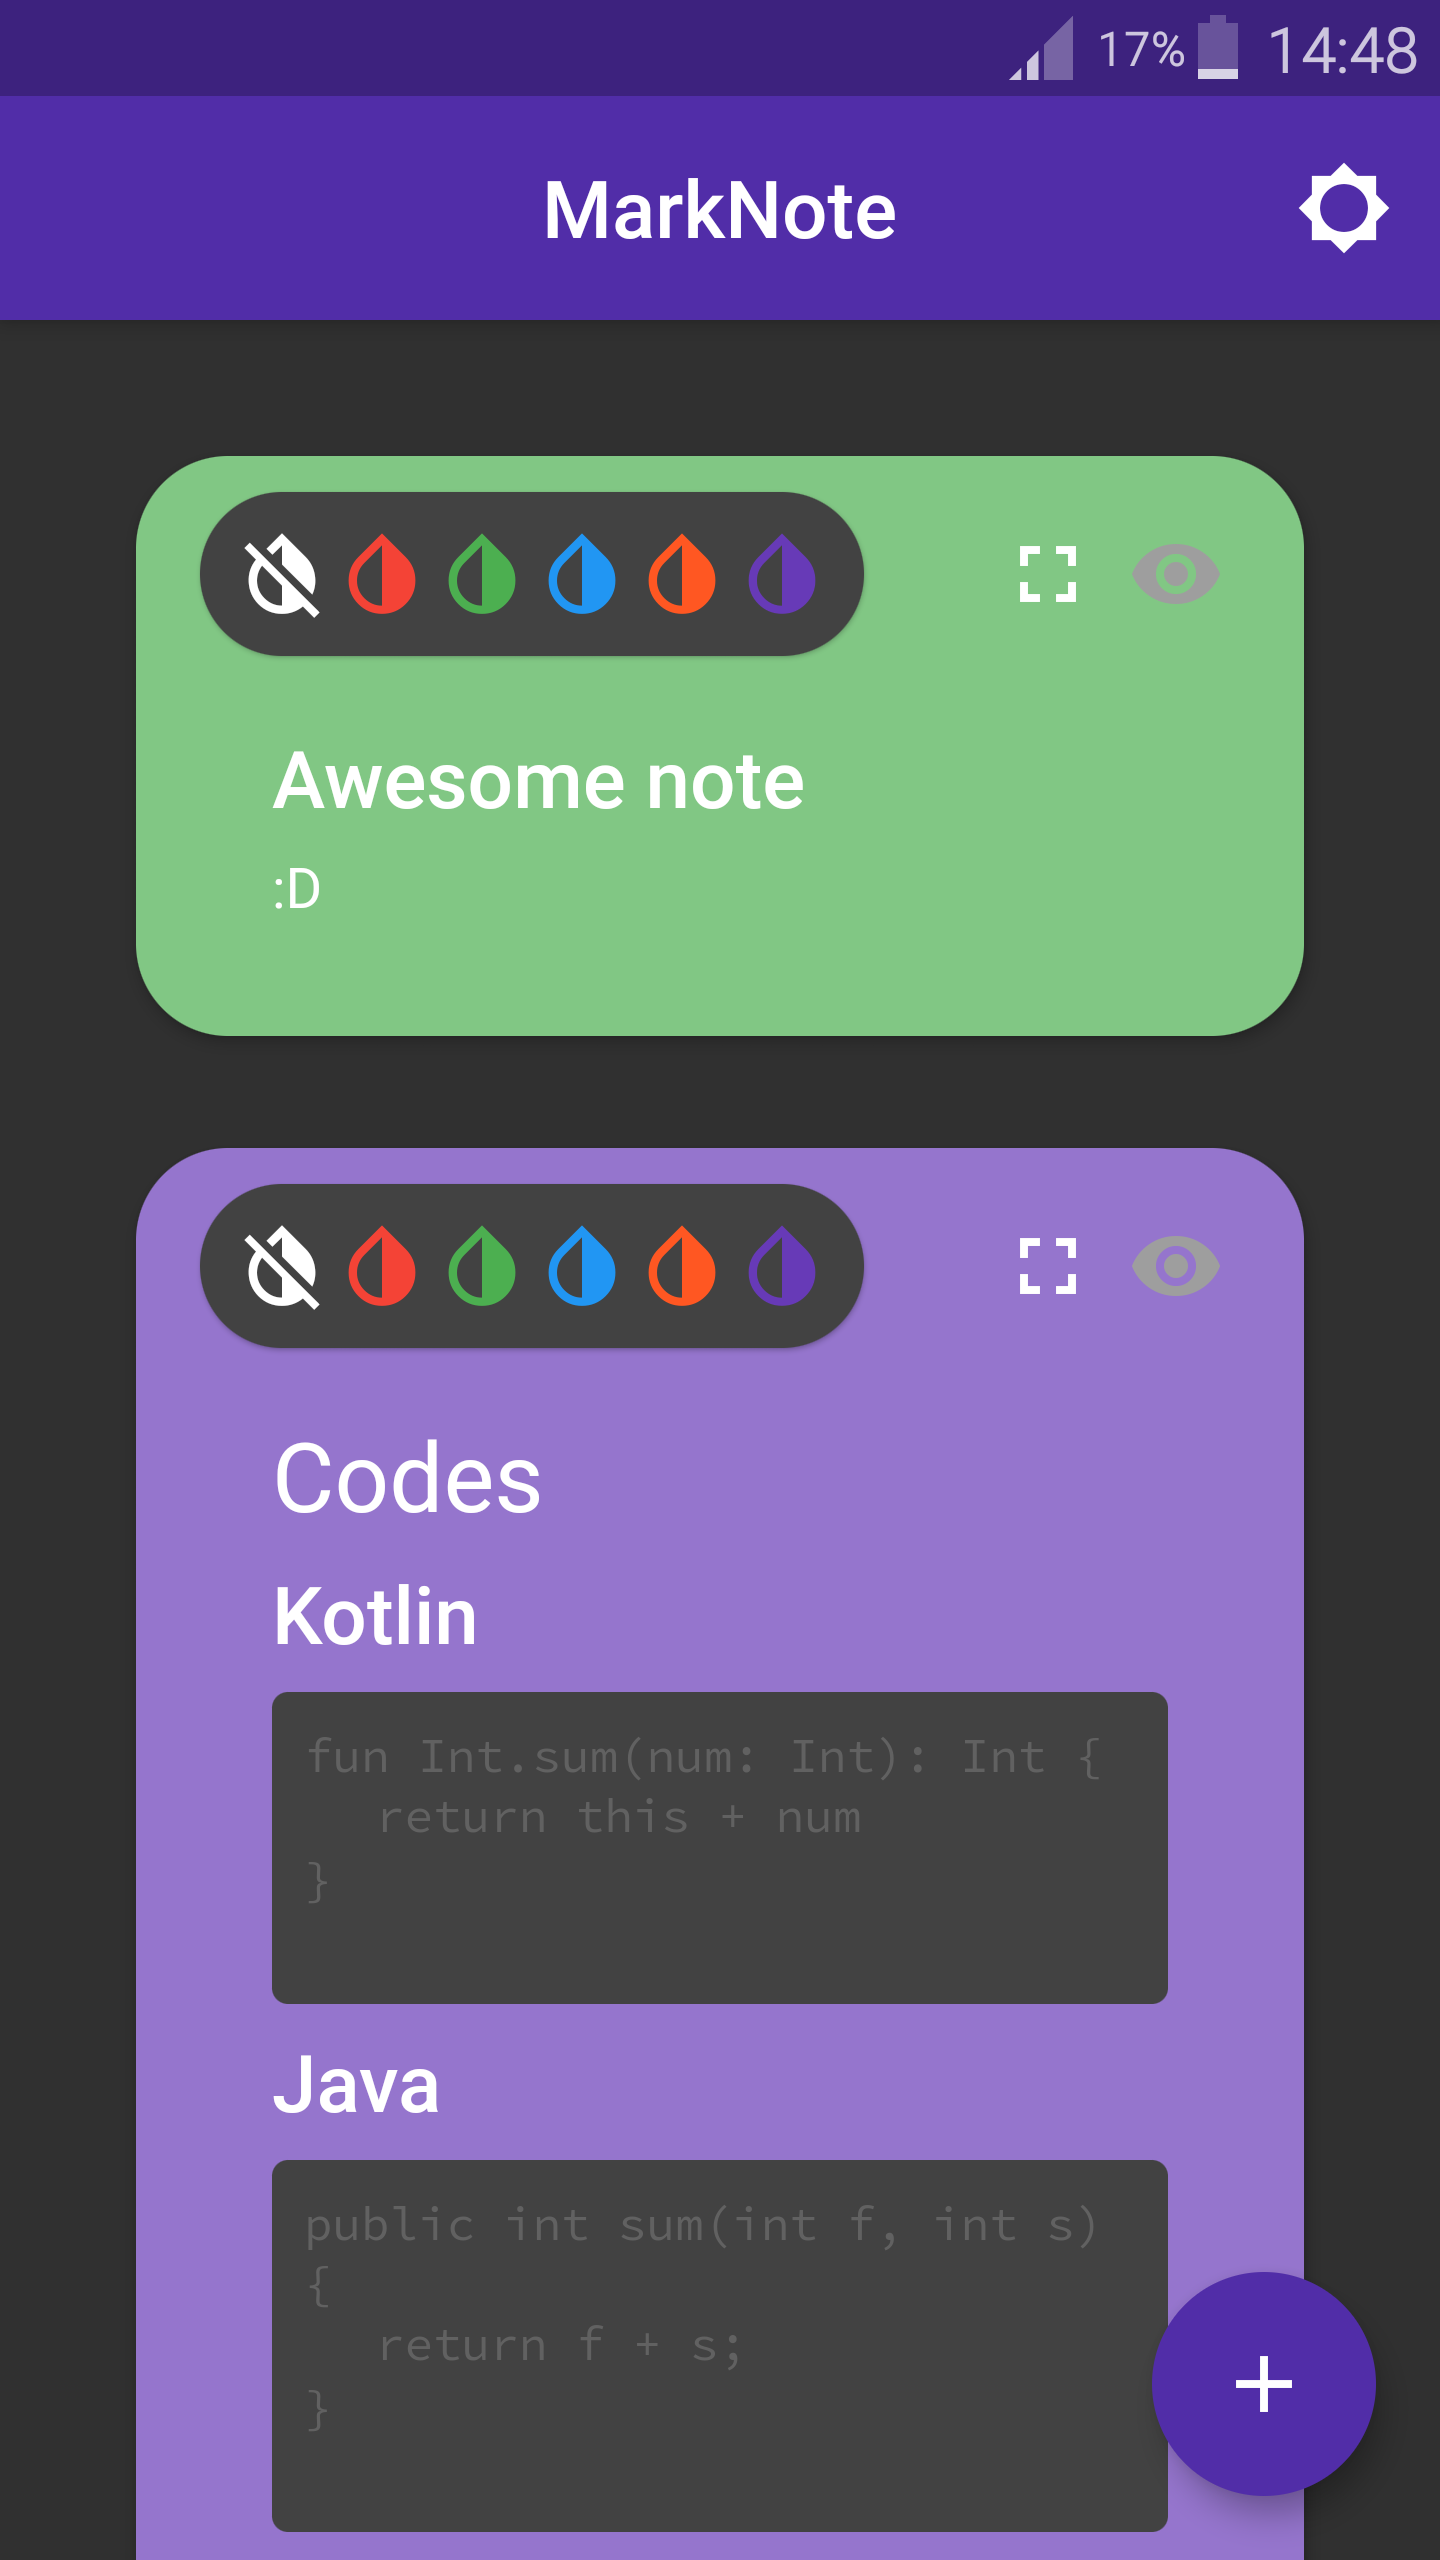 17% 14:48
MarkNote
Awesome note
:D
Codes
Kotlin
fun Int.sum(num: Int): Int {
   return this + num
}
Java
public int sum(int f, int s)
{
   return f + s;
}